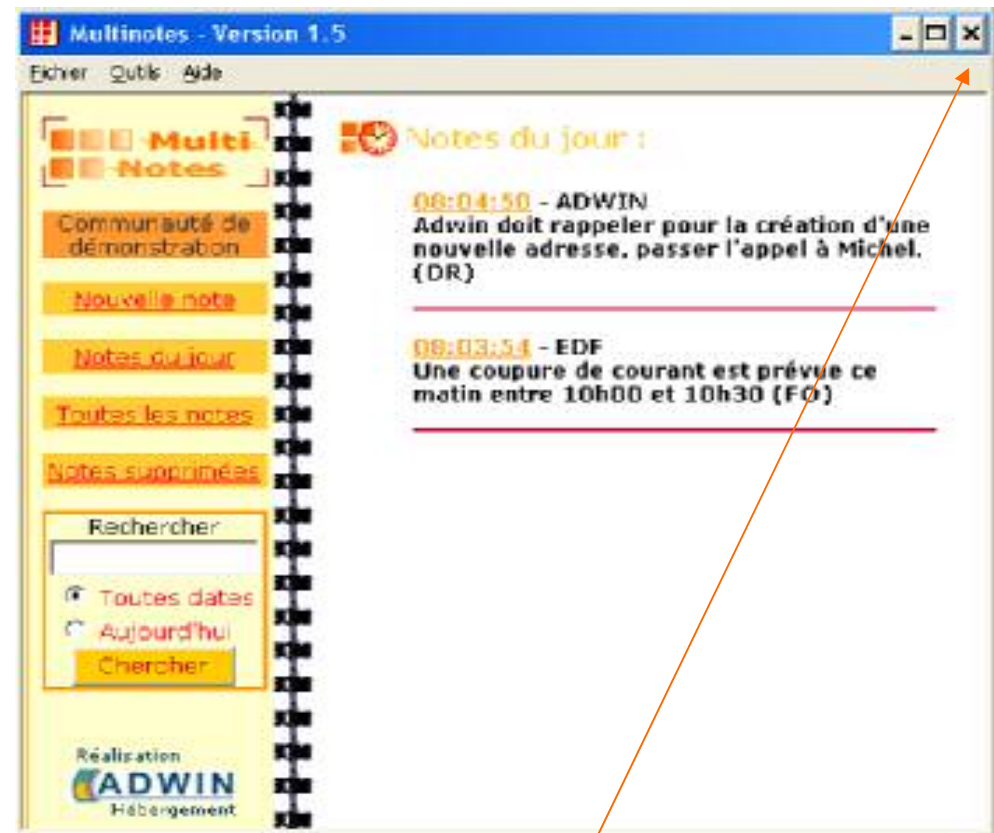 Multinotes - Version 1.5
Fichier Outils Aide
Multi
Notes
Communauté de
démonstration
Nouvelle note
Notes du jour
Toutes les notes
Notes supprimées
Rechercher
Toutes dates
Aujourd'hui
Chercher
Réalisation
ADWIN
Hébergement
Notes du jour :
08:04:50 - ADWIN
Adwin doit rappeler pour la création d'une
nouvelle adresse, passer l'appel à Michel.
(DR)
08:03:54 - EDF
Une coupure de courant est prévue ce
matin entre 10h00 et 10h30 (FO)